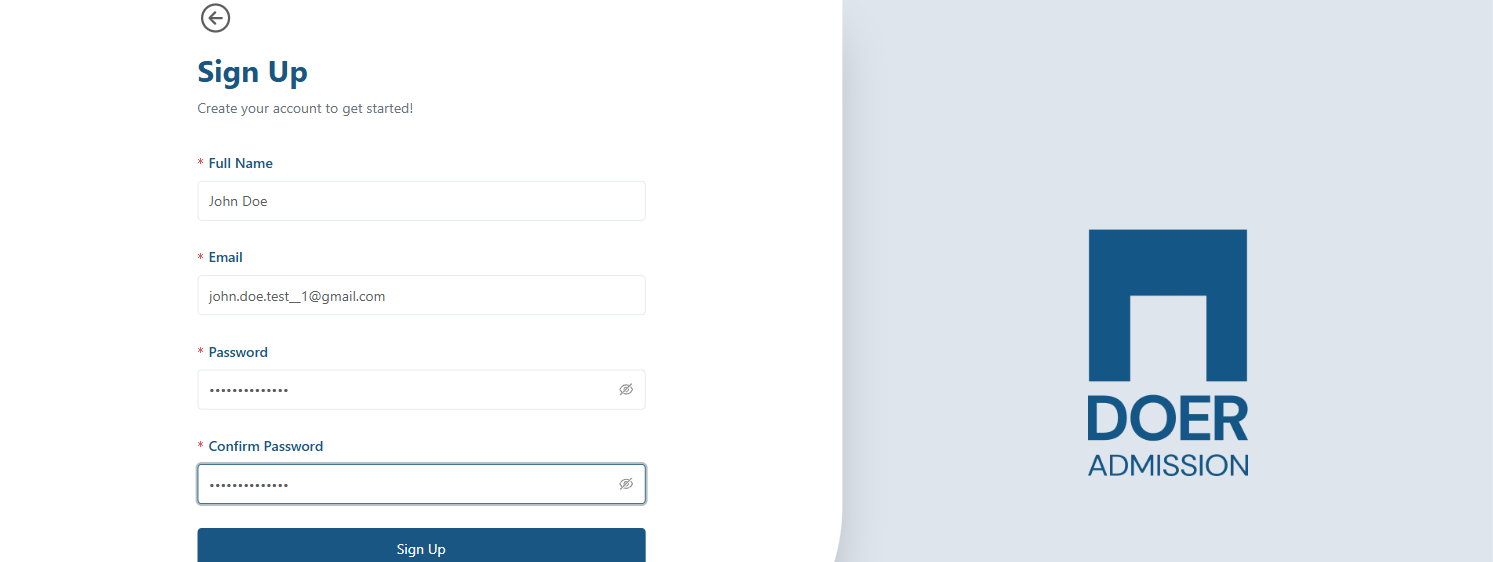 Sign Up
Create your account to get started!
* Full Name
John Doe
* Email
john.doe.test__1@gmail.com
* Password
••••••••••••••
* Confirm Password
••••••••••••••
Sign Up
DOER
ADMISSION